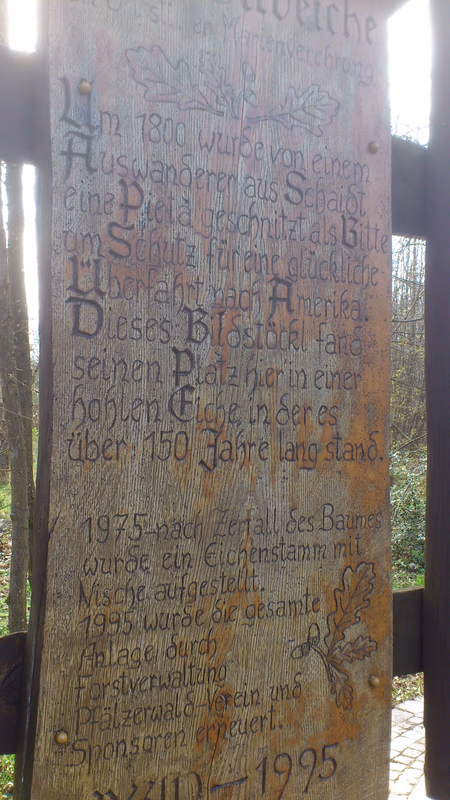 Bildeiche
Marienverehrung
Um 1800 wurde von einem
Auswanderer aus Schaidt
eine Pietà geschnitzt als Bitte
um Schutz für eine glückliche
Überfahrt nach Amerika.
Dieses Bildstöckl fand
seinen Platz hier in einer
hohlen Eiche, in der es
über 150 Jahre lang stand.
1975-nach Zerfall des Baumes
wurde ein Eichenstamm mit
Nische aufgestellt.
1995 wurde die gesamte
Anlage durch
Forstverwaltung
Pfälzerwald-Verein und
Sponsoren erneuert.
-1995